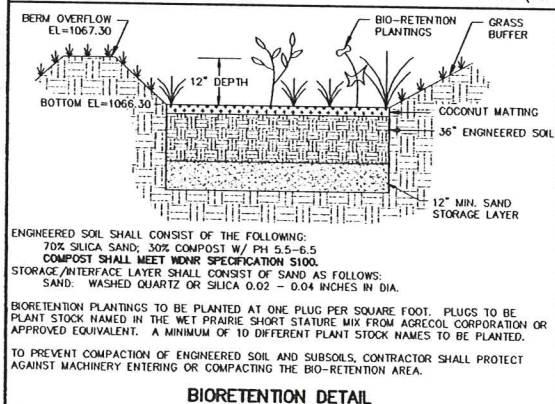 BERM OVERFLOW
EL=1067.30
BIO-RETENTION
PLANTINGS
GRASS
BUFFER
12" DEPTH
BOTTOM EL=1066.30
COCONUT MATTING
36" ENGINEERED SOIL
12" MIN. SAND
STORAGE LAYER
ENGINEERED SOIL SHALL CONSIST OF THE FOLLOWING:
70% SILICA SAND; 30% COMPOST W/ PH 5.5-6.5
COMPOST SHALL MEET WDNR SPECIFICATION S100.
STORAGE/INTERFACE LAYER SHALL CONSIST OF SAND AS FOLLOWS:
SAND: WASHED QUARTZ OR SILICA 0.02 - 0.04 INCHES IN DIA.
BIORETENTION PLANTINGS TO BE PLANTED AT ONE PLUG PER SQUARE FOOT. PLUGS TO BE
PLANT STOCK NAMED IN THE WET PRAIRIE SHORT STATURE MIX FROM AGRECOL CORPORATION OR
APPROVED EQUIVALENT. A MINIMUM OF 10 DIFFERENT PLANT STOCK NAMES TO BE PLANTED.
TO PREVENT COMPACTION OF ENGINEERED SOIL AND SUBSOILS, CONTRACTOR SHALL PROTECT
AGAINST MACHINERY ENTERING OR COMPACTING THE BIO-RETENTION AREA.
BIORETENTION DETAIL